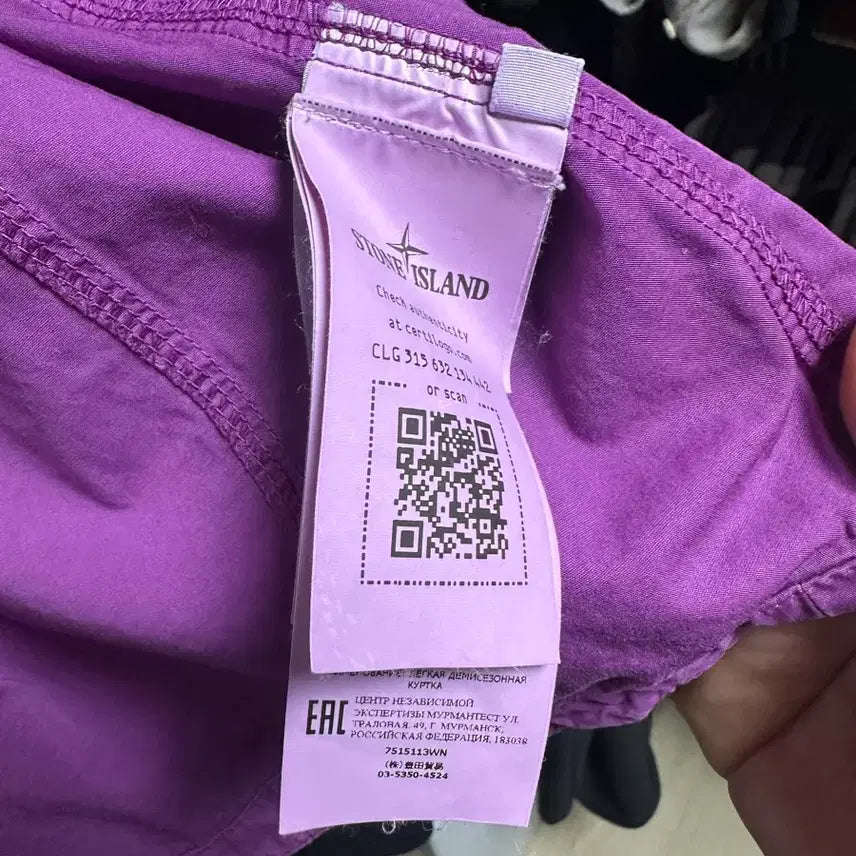 STONE ISLAND
Check authenticity
at certilogo.com
CLG 315 632 134 442
or scan
ЛЕГКАЯ ДЕМИСЕЗОННАЯ
КУРТКА
EAC
ЦЕНТР НЕЗАВИСИМОЙ
ЭКСПЕРТИЗЫ МУРМАНТЕСТ УЛ.
ТРАЛОВАЯ, 49, Г. МУРМАНСК,
РОССИЙСКАЯ ФЕДЕРАЦИЯ, 183038
7515113WN
(株)豊田貿易
03-5350-4524